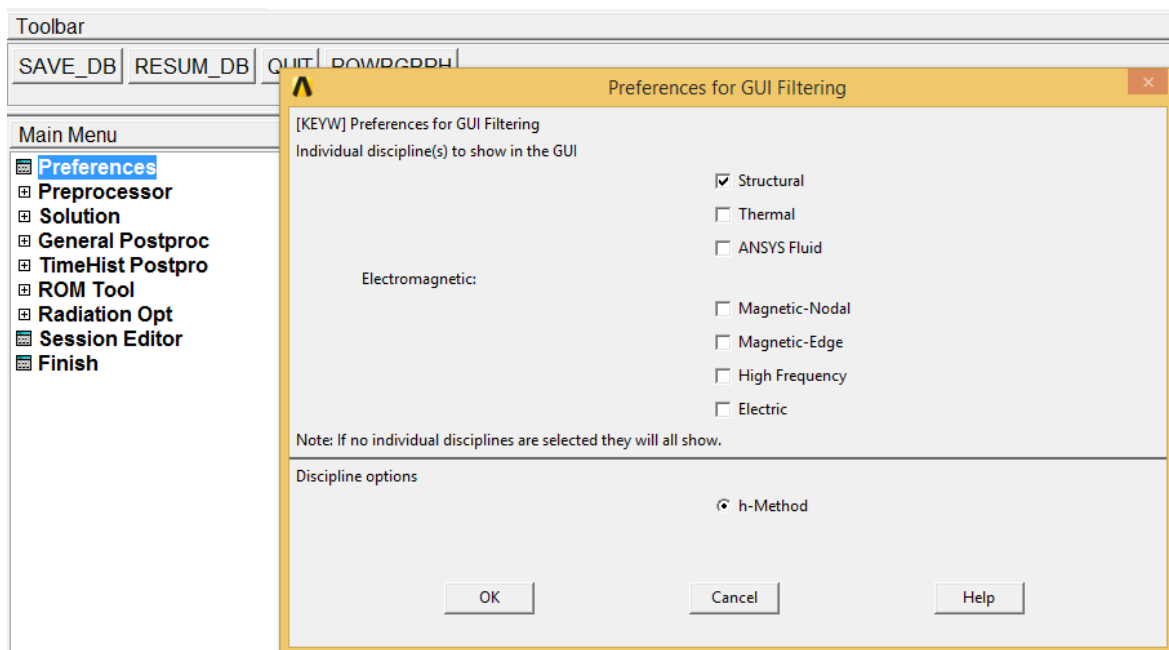 Toolbar
SAVE_DB RESUM_DB QUIT POWRGRPH
Preferences for GUI Filtering
Main Menu
Preferences
Preprocessor
Solution
General Postproc
TimeHist Postpro
ROM Tool
Radiation Opt
Session Editor
Finish
[KEYW] Preferences for GUI Filtering
Individual discipline(s) to show in the GUI
Structural
Thermal
ANSYS Fluid
Electromagnetic:
Magnetic-Nodal
Magnetic-Edge
High Frequency
Electric
Note: If no individual disciplines are selected they will all show.
Discipline options
h-Method
OK Cancel Help